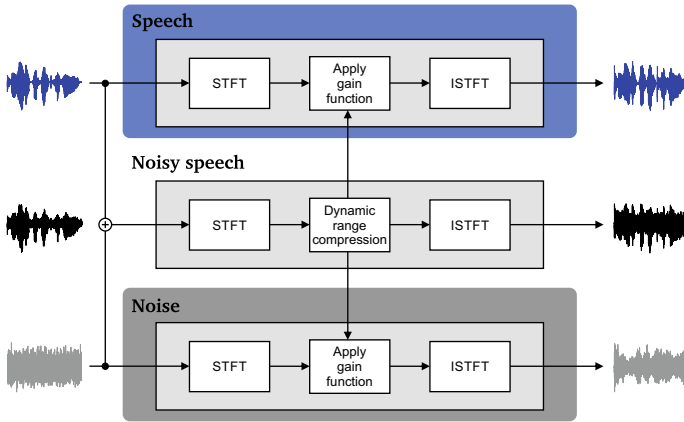 Speech
STFT
Apply
gain
function
ISTFT
Noisy speech
STFT
Dynamic
range
compression
ISTFT
Noise
STFT
Apply
gain
function
ISTFT